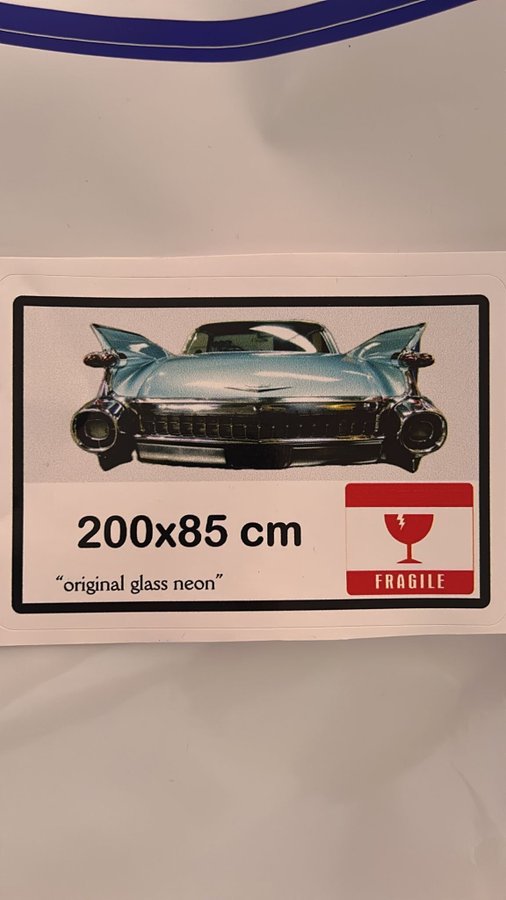 200x85 cm
“original glass neon”
FRAGILE